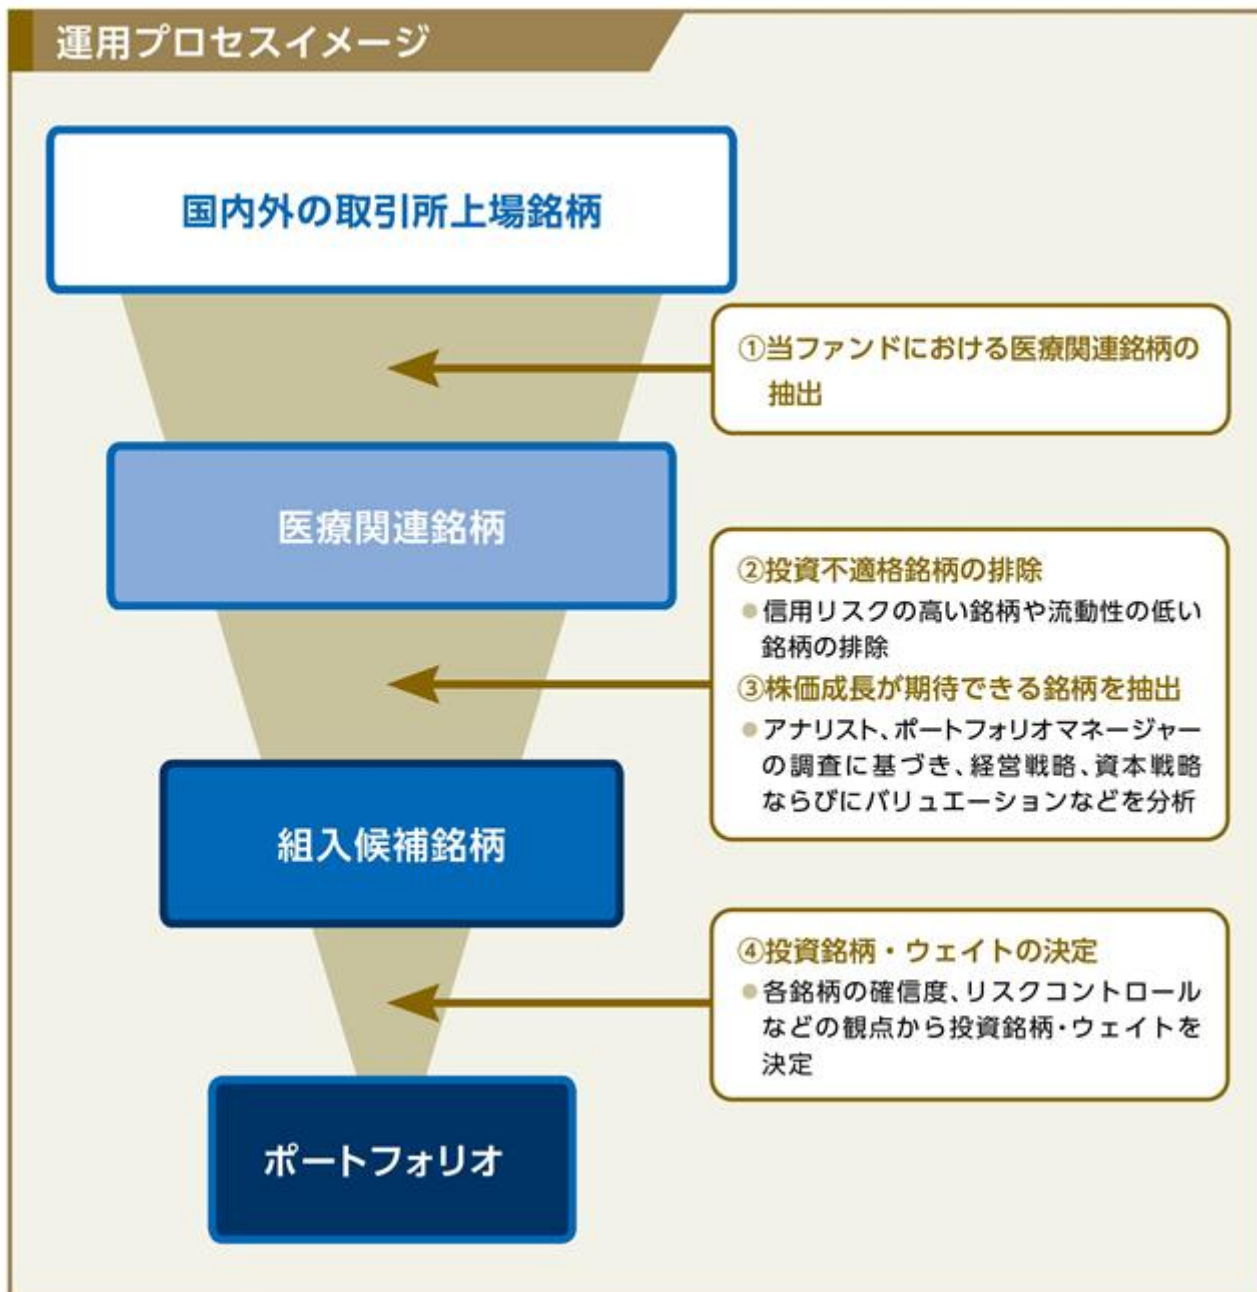 運用プロセスイメージ
国内外の取引所上場銘柄
①当ファンドにおける医療関連銘柄の
抽出
医療関連銘柄
②投資不適格銘柄の排除
●信用リスクの高い銘柄や流動性の低い
銘柄の排除
③株価成長が期待できる銘柄を抽出
●アナリスト、ポートフォリオマネージャー
の調査に基づき、経営戦略、資本戦略
ならびにバリュエーションなどを分析
組入候補銘柄
④投資銘柄・ウェイトの決定
●各銘柄の確信度、リスクコントロール
などの観点から投資銘柄・ウェイトを
決定
ポートフォリオ